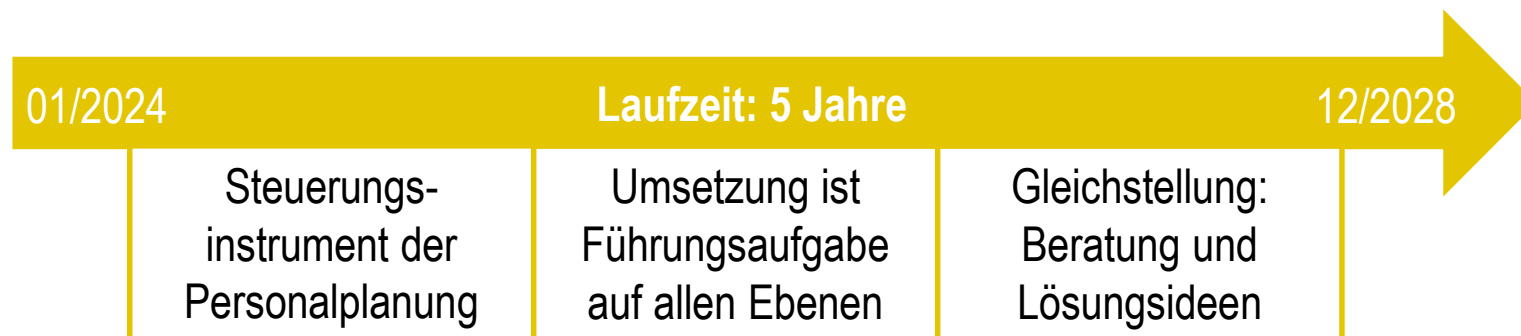 01/2024 Laufzeit: 5 Jahre 12/2028
Steuerungs-
instrument der
Personalplanung
Umsetzung ist
Führungsaufgabe
auf allen Ebenen
Gleichstellung:
Beratung und
Lösungsideen